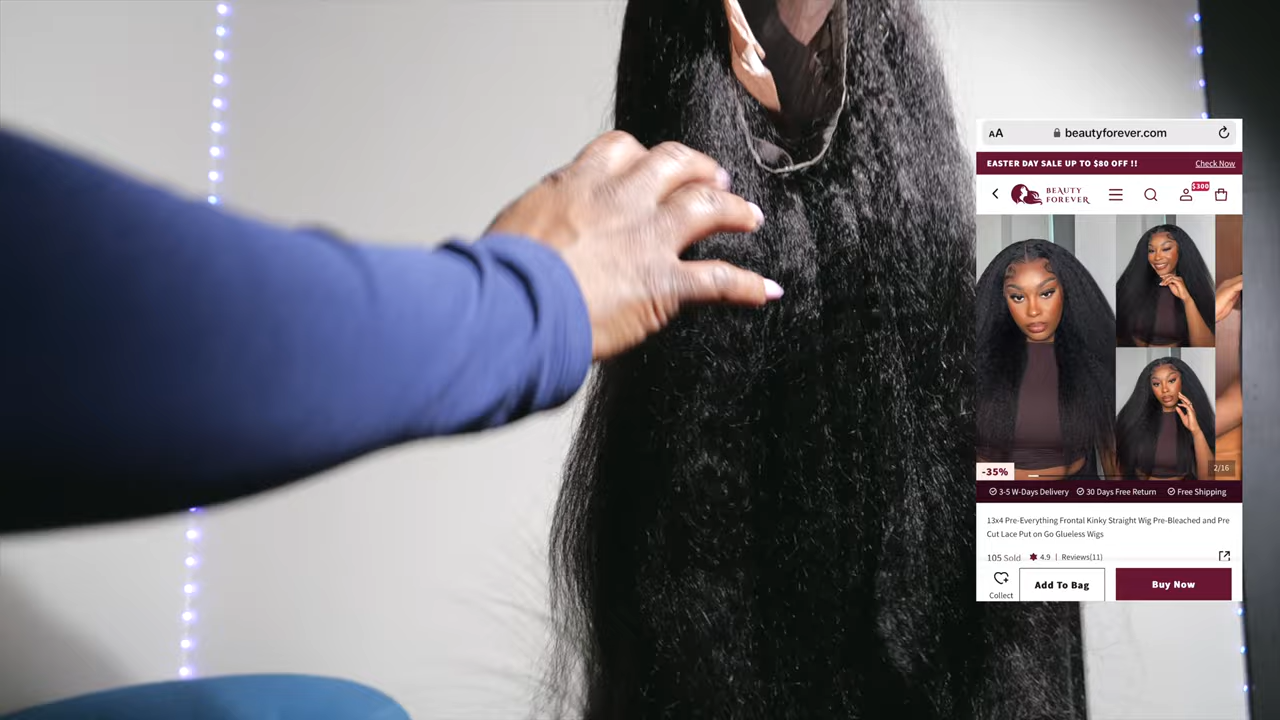 AA beautyforever.com
EASTER DAY SALE UP TO $80 OFF !! Check Now
BEAUTY
FOREVER
$300
-35%
2/16
3-5 W-Days Delivery 30 Days Free Return Free Shipping
13x4 Pre-Everything Frontal Kinky Straight Wig Pre-Bleached and Pre
Cut Lace Put on Go Glueless Wigs
105 Sold 4.9 | Reviews(11)
Collect
Add To Bag
Buy Now